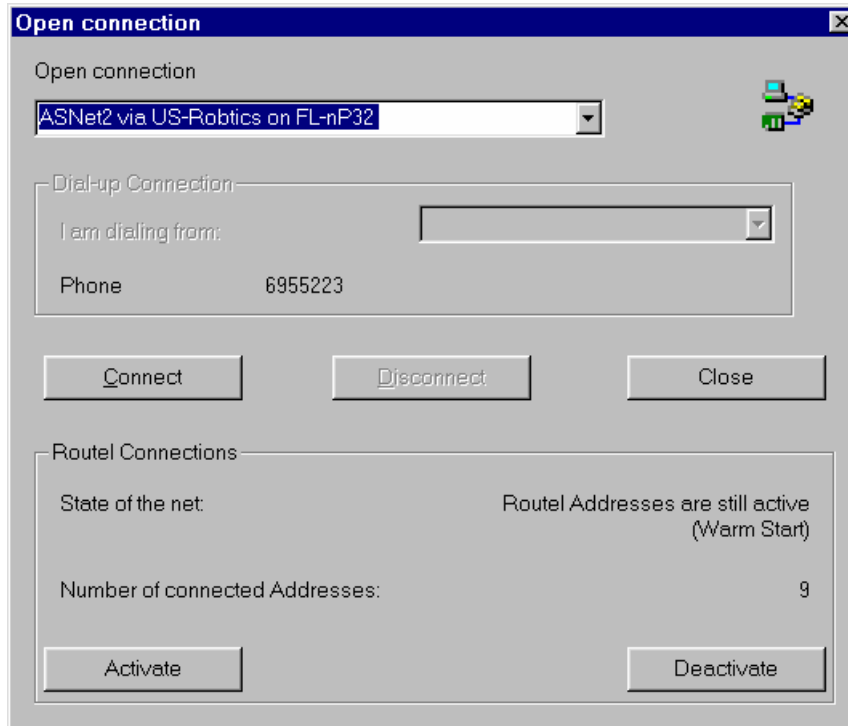 Open connection
Open connection
ASNet2 via US-Robtics on FL-nP32
Dial-up Connection
I am dialing from:
Phone 6955223
Connect Disconnect Close
Routel Connections
State of the net: Routel Addresses are still active
(Warm Start)
Number of connected Addresses: 9
Activate Deactivate